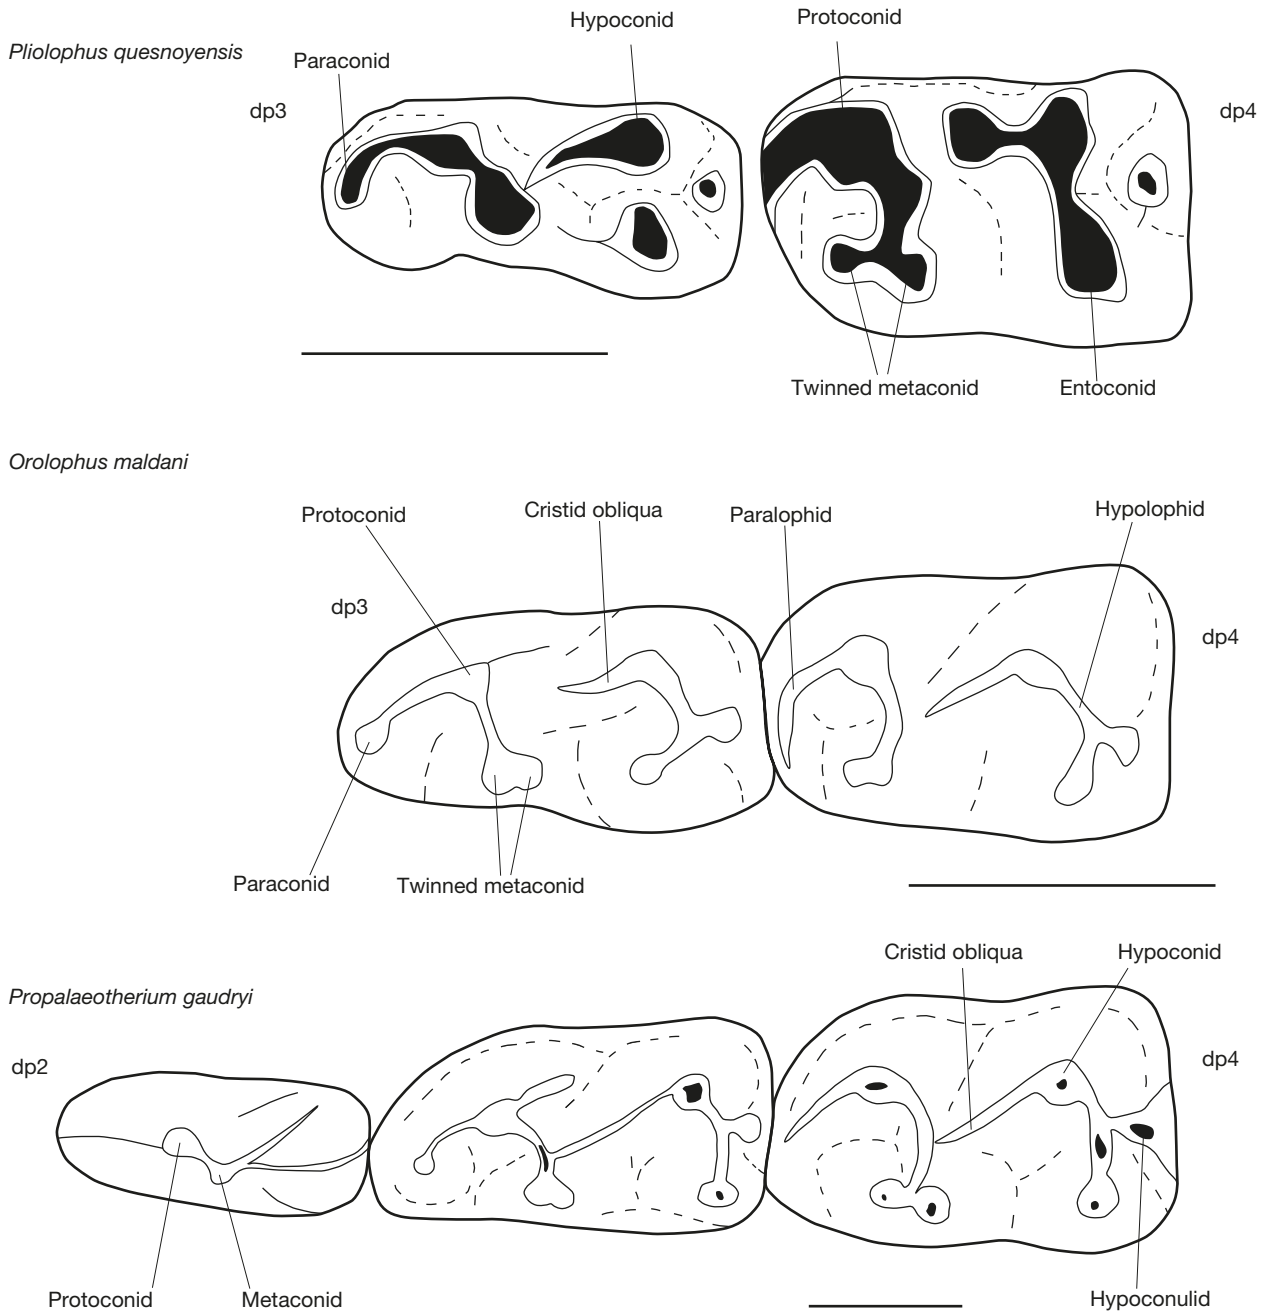 Hypoconid
Protoconid
Pliolophus quesnoyensis
Paraconid
dp3
dp4
Twinned metaconid
Entoconid
Orolophus maldani
Protoconid
Cristid obliqua
Paralophid
Hypolophid
dp3
dp4
Paraconid
Twinned metaconid
Cristid obliqua
Hypoconid
Propalaeotherium gaudryi
dp2
dp4
Protoconid
Metaconid
Hypoconulid